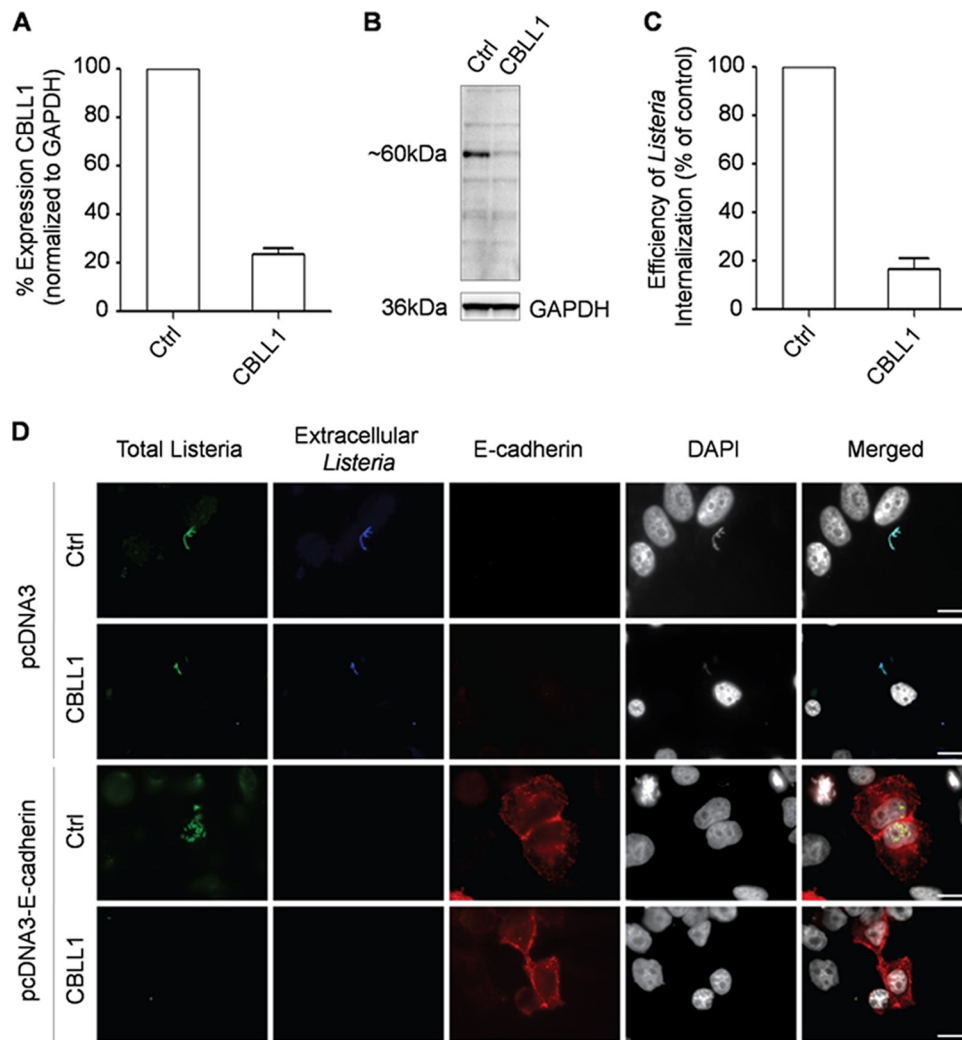 A
% Expression CBLL1
(normalized to GAPDH)
100
80
60
40
20
0
Ctrl
CBLL1
B
Ctrl
CBLL1
~60kDa
36kDa
GAPDH
C
Efficiency of Listeria
Internalization (% of control)
100
80
60
40
20
0
Ctrl
CBLL1
D
Total Listeria
Extracellular
Listeria
E-cadherin
DAPI
Merged
pcDNA3
Ctrl
CBLL1
pcDNA3-E-cadherin
Ctrl
CBLL1